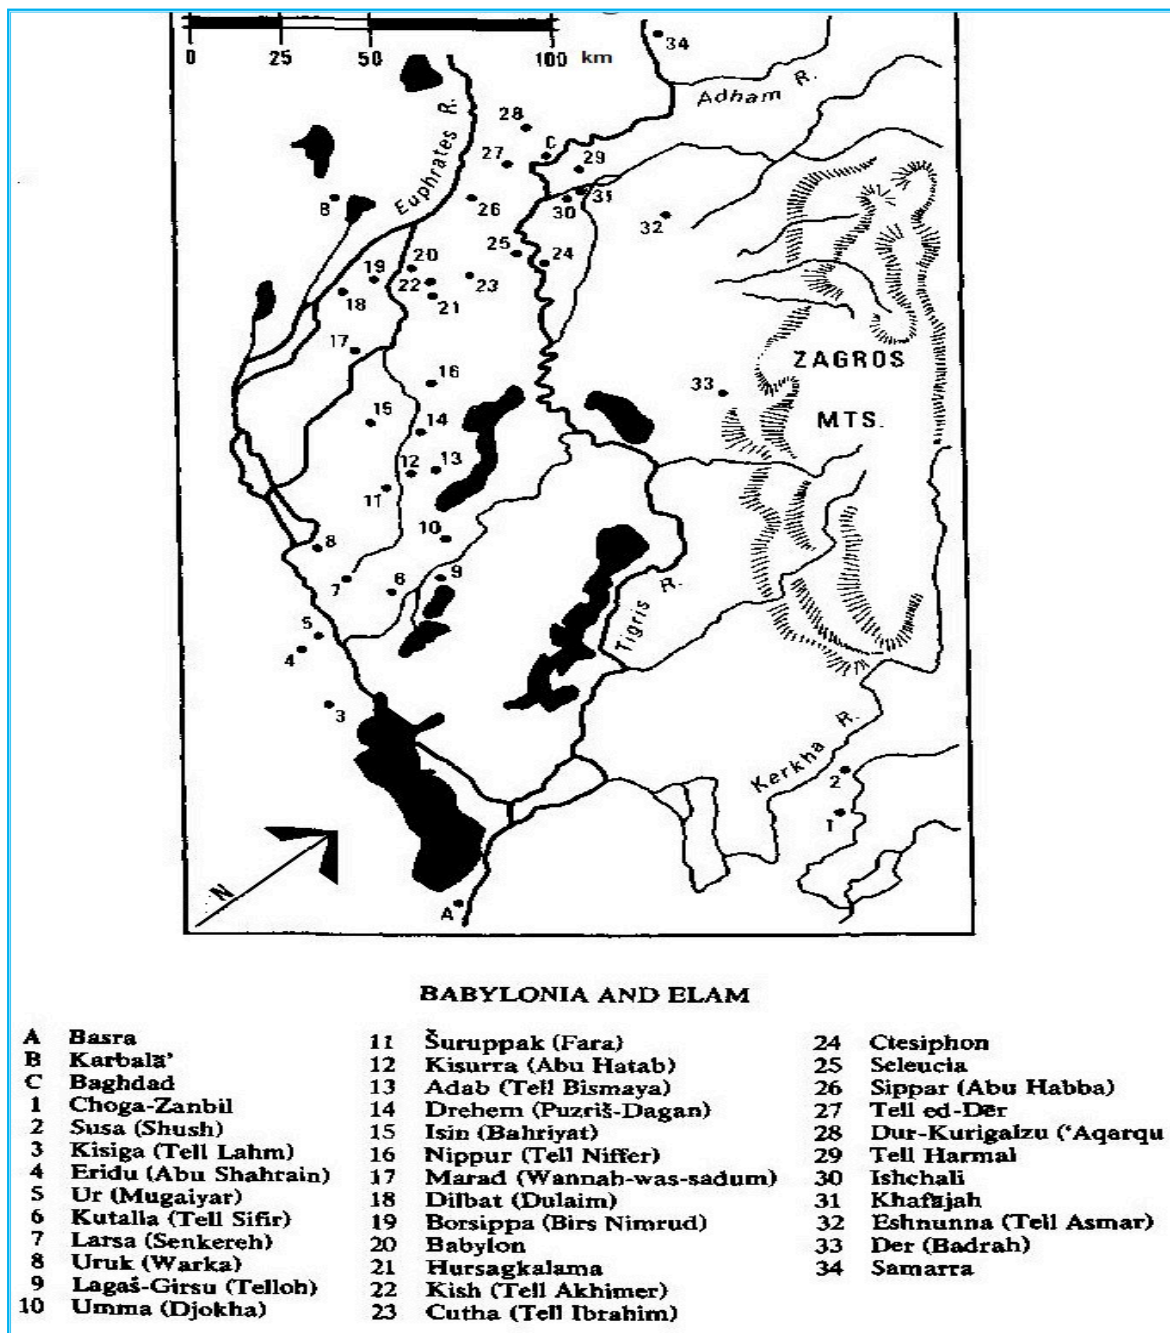 0 25 50 100 km
34
Adham R.
28
C
27
29
Euphrates R.
B
26
30
31
32
25
24
20
19
22
23
18
21
17
ZAGROS
MTS.
16
33
15
14
12
13
11
10
8
7
6
9
Tigris R.
5
4
3
Kerkha R.
2
1
N
A
BABYLONIA AND ELAM
A Basra
B Karbalā'
C Baghdad
1 Choga-Zanbil
2 Susa (Shush)
3 Kisiga (Tell Lahm)
4 Eridu (Abu Shahrain)
5 Ur (Mugaiyar)
6 Kutalla (Tell Sifir)
7 Larsa (Senkereh)
8 Uruk (Warka)
9 Lagaš-Girsu (Telloh)
10 Umma (Djokha)
11 Šuruppak (Fara)
12 Kisurra (Abu Hatab)
13 Adab (Tell Bismaya)
14 Drehem (Puzriš-Dagan)
15 Isin (Bahriyat)
16 Nippur (Tell Niffer)
17 Marad (Wannah-was-sadum)
18 Dilbat (Dulaim)
19 Borsippa (Birs Nimrud)
20 Babylon
21 Hursagkalama
22 Kish (Tell Akhimer)
23 Cutha (Tell Ibrahim)
24 Ctesiphon
25 Seleucia
26 Sippar (Abu Habba)
27 Tell ed-Dēr
28 Dur-Kurigalzu (‘Aqarqu
29 Tell Harmal
30 Ishchali
31 Khafājah
32 Eshnunna (Tell Asmar)
33 Der (Badrah)
34 Samarra